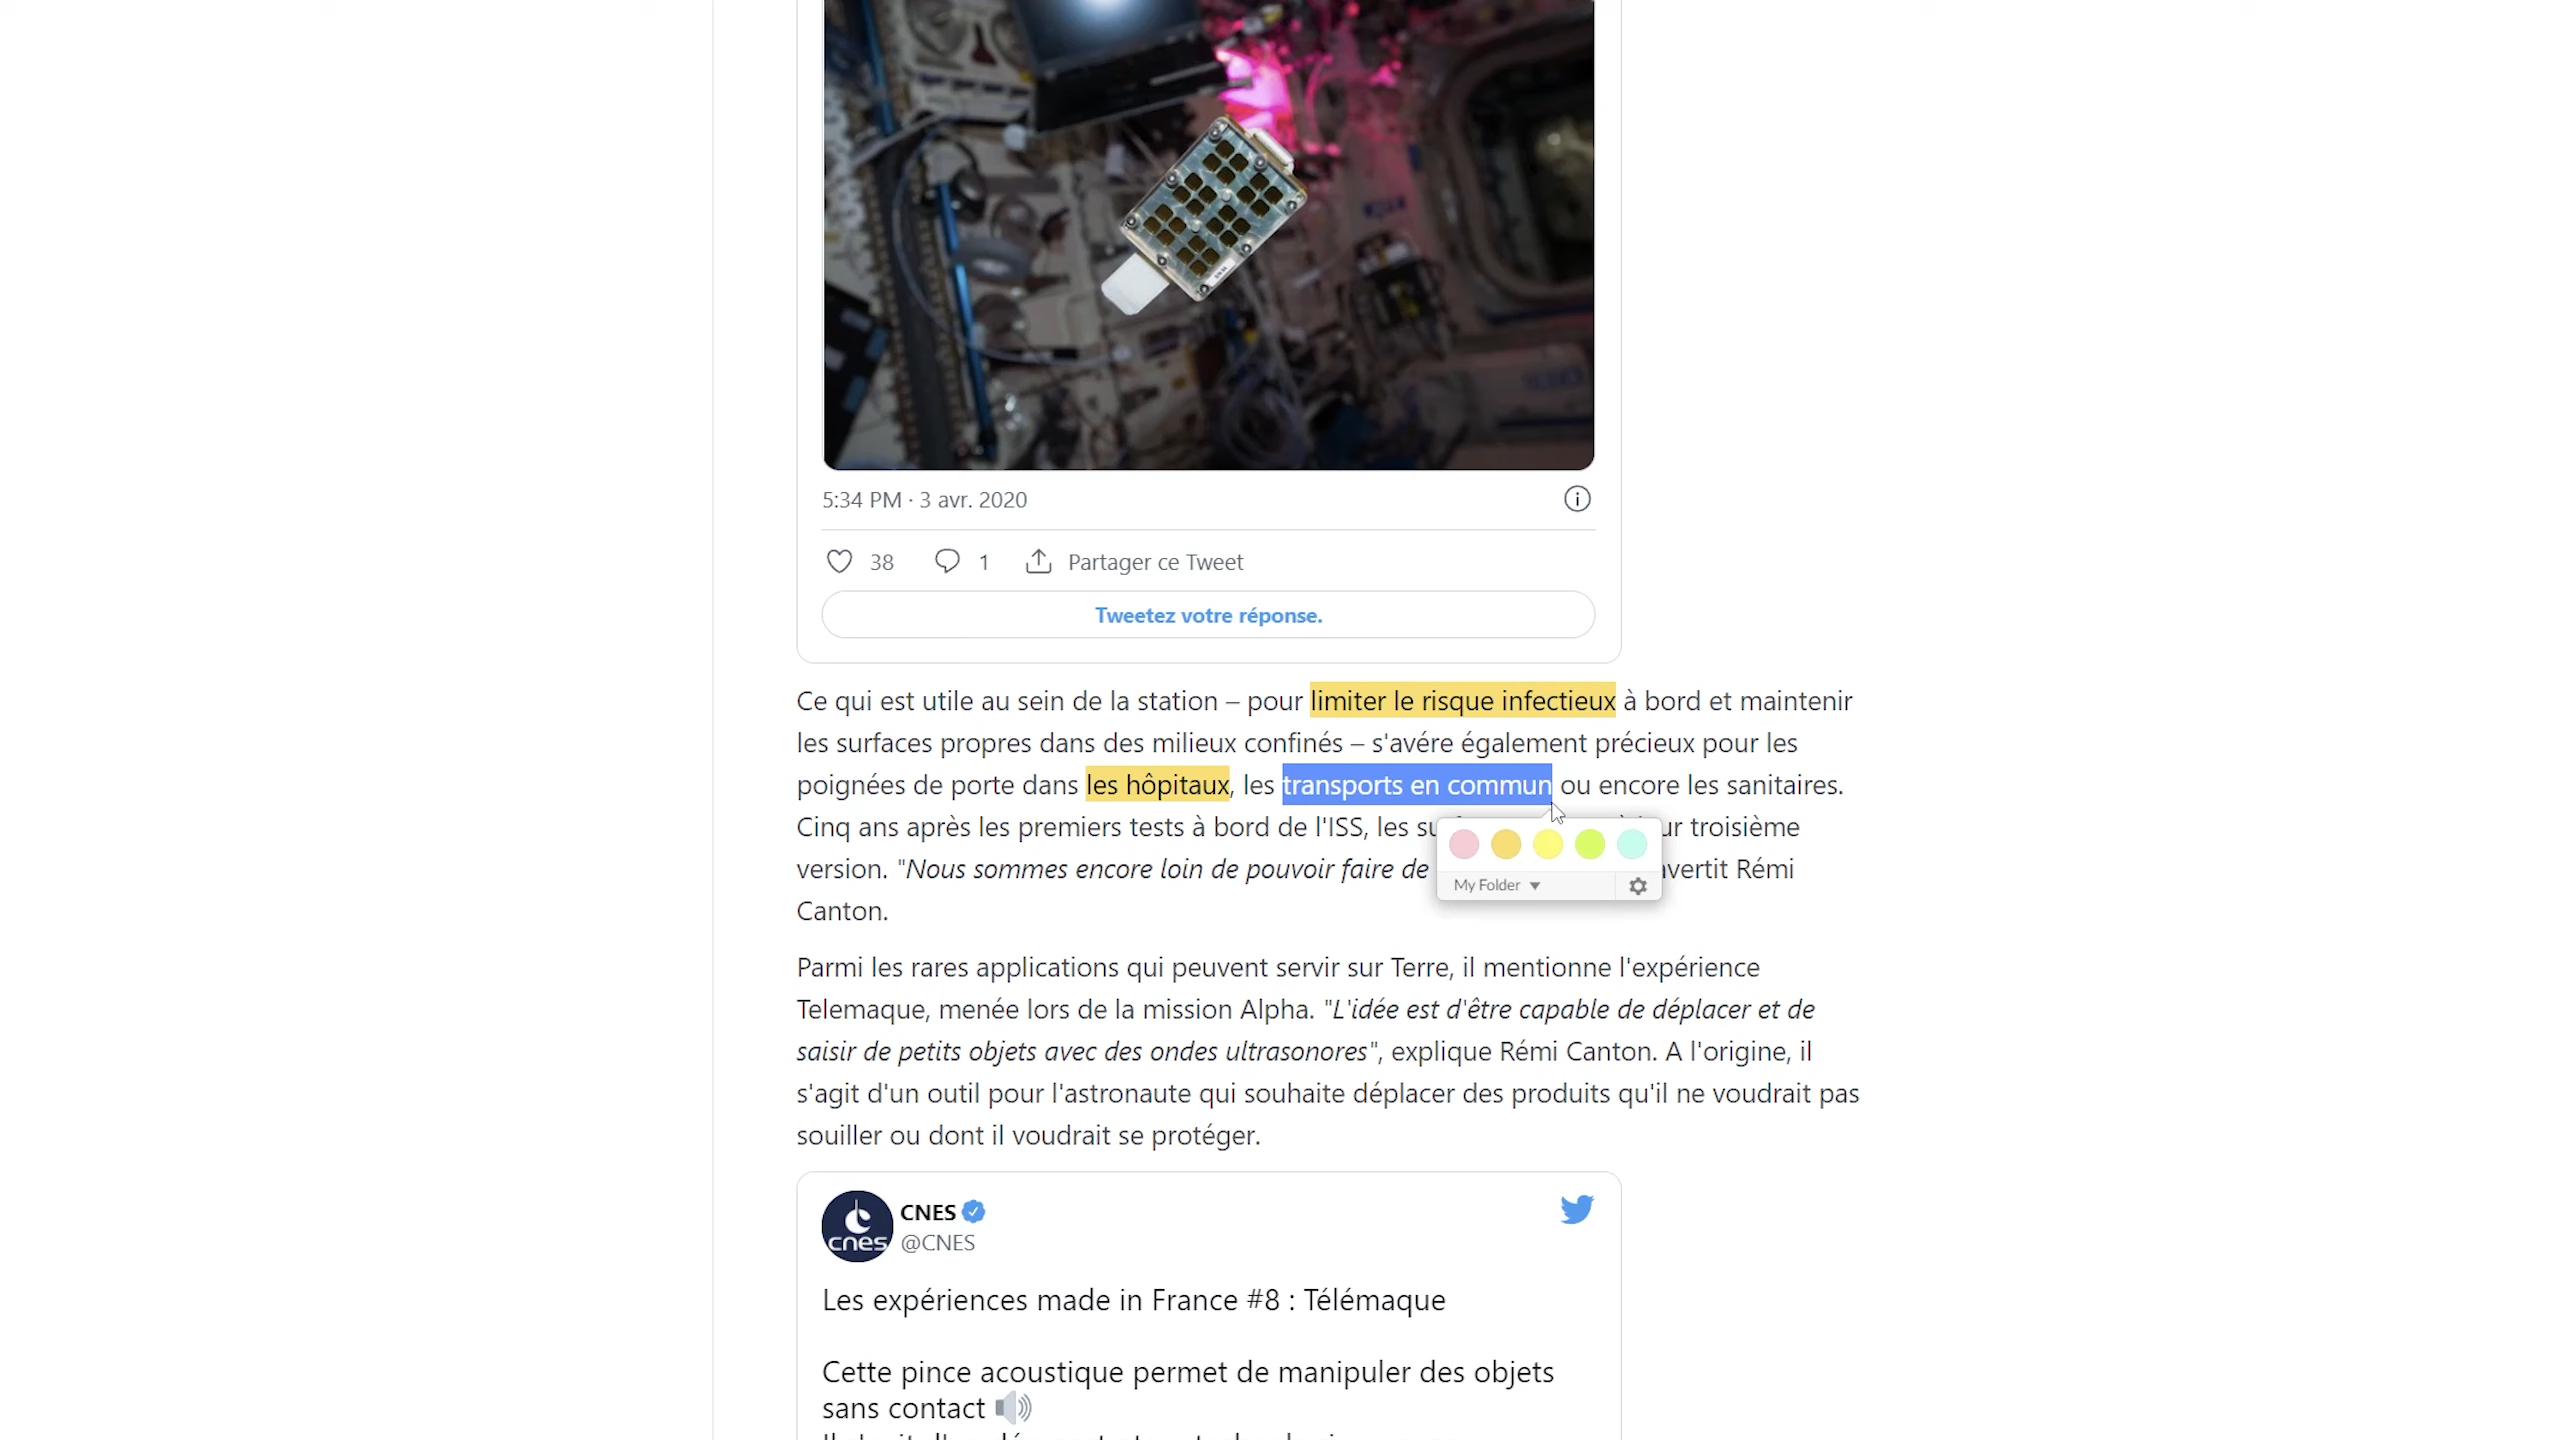 5:34 PM · 3 avr. 2020
38 1 Partager ce Tweet
Tweetez votre réponse.
Ce qui est utile au sein de la station – pour limiter le risque infectieux à bord et maintenir
les surfaces propres dans des milieux confinés – s'avére également précieux pour les
poignées de porte dans les hôpitaux, les transports en commun ou encore les sanitaires.
Cinq ans après les premiers tests à bord de l'ISS, les troisième
version. "Nous sommes encore loin de pouvoir faire de Rémi
My Folder
Canton.
Parmi les rares applications qui peuvent servir sur Terre, il mentionne l'expérience
Telemaque, menée lors de la mission Alpha. "L'idée est d'être capable de déplacer et de
saisir de petits objets avec des ondes ultrasonores", explique Rémi Canton. A l'origine, il
s'agit d'un outil pour l'astronaute qui souhaite déplacer des produits qu'il ne voudrait pas
souiller ou dont il voudrait se protéger.
cnes
CNES
@CNES
Les expériences made in France #8 : Télémaque
Cette pince acoustique permet de manipuler des objets
sans contact